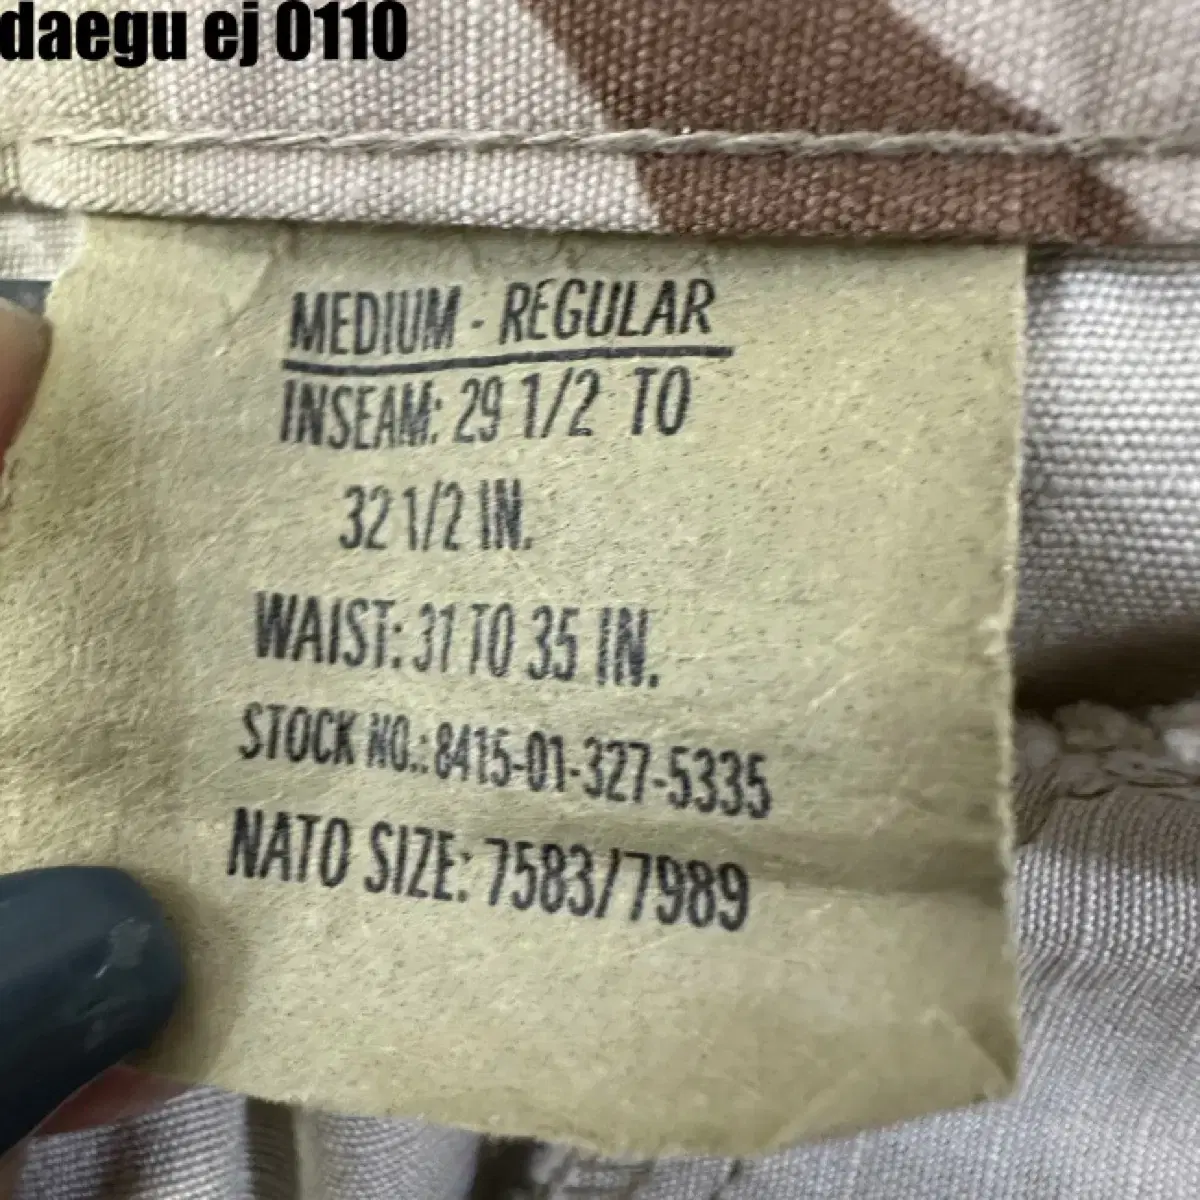 daegu ej 0110
MEDIUM - REGULAR
INSEAM: 29 1/2 TO
32 1/2 IN.
WAIST: 31 TO 35 IN.
STOCK NO.: 8415-01-327-5335
NATO SIZE: 7583/7989